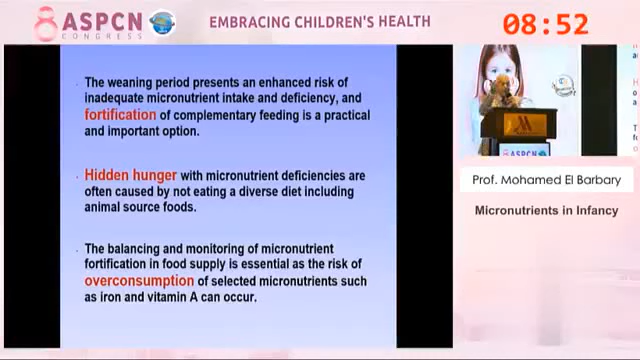 8 ASPCN
CONGRESS
EMBRACING CHILDREN'S HEALTH
08:52
The weaning period presents an enhanced risk of
inadequate micronutrient intake and deficiency, and
fortification of complementary feeding is a practical
and important option.
Hidden hunger with micronutrient deficiencies are
often caused by not eating a diverse diet including
animal source foods.
The balancing and monitoring of micronutrient
fortification in food supply is essential as the risk of
overconsumption of selected micronutrients such
as iron and vitamin A can occur.
ASPCN
Prof. Mohamed El Barbary
Micronutrients in Infancy